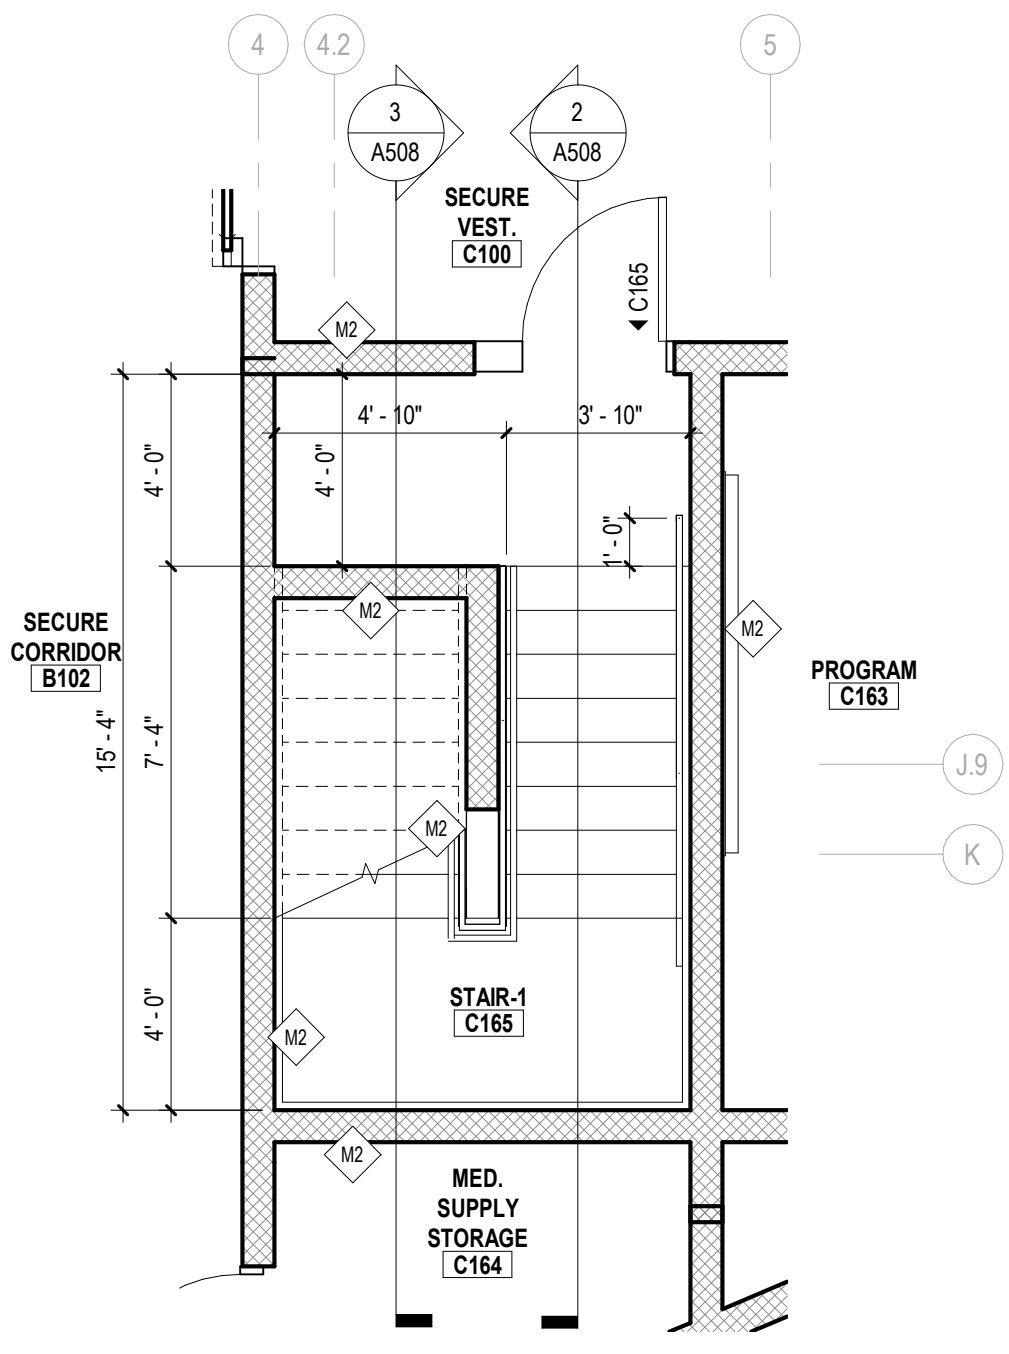 4
4.2
5
3
A508
2
A508
SECURE
VEST.
C100
C165
M2
4' - 10"
3' - 10"
4' - 0"
4' - 0"
1' - 0"
M2
M2
SECURE
CORRIDOR
B102
PROGRAM
C163
15' - 4"
7' - 4"
J.9
M2
K
STAIR-1
C165
4' - 0"
M2
M2
MED.
SUPPLY
STORAGE
C164